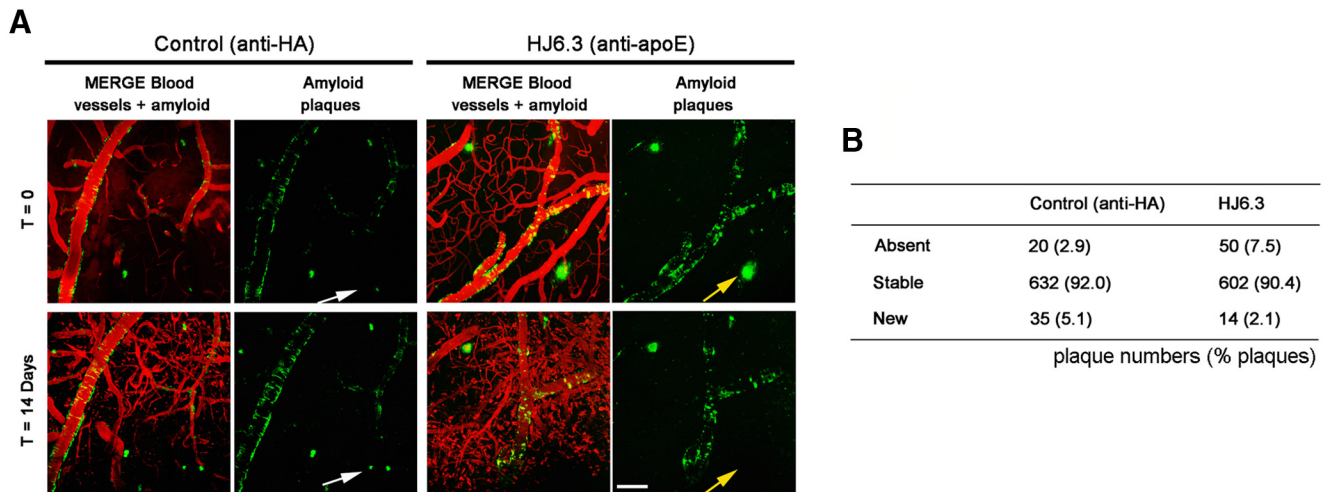 A
Control (anti-HA)
HJ6.3 (anti-apoE)
MERGE Blood
vessels + amyloid
Amyloid
plaques
MERGE Blood
vessels + amyloid
Amyloid
plaques
T = 0
T = 14 Days
B
Control (anti-HA) HJ6.3
Absent 20 (2.9) 50 (7.5)
Stable 632 (92.0) 602 (90.4)
New 35 (5.1) 14 (2.1)
plaque numbers (% plaques)